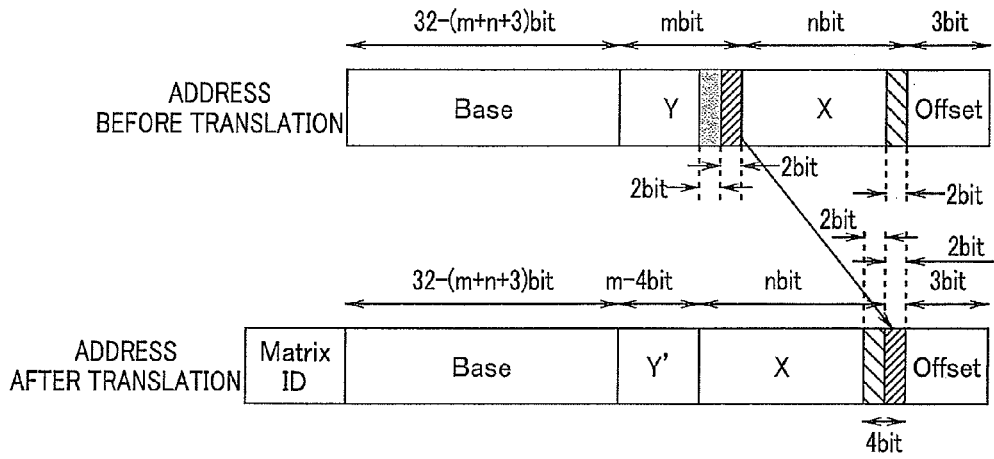 32-(m+n+3)bit mbit nbit 3bit
ADDRESS
BEFORE TRANSLATION
Base Y X Offset
2bit 2bit 2bit
2bit 2bit
32-(m+n+3)bit m-4bit nbit 3bit
ADDRESS
AFTER TRANSLATION
Matrix
ID
Base Y' X Offset
4bit